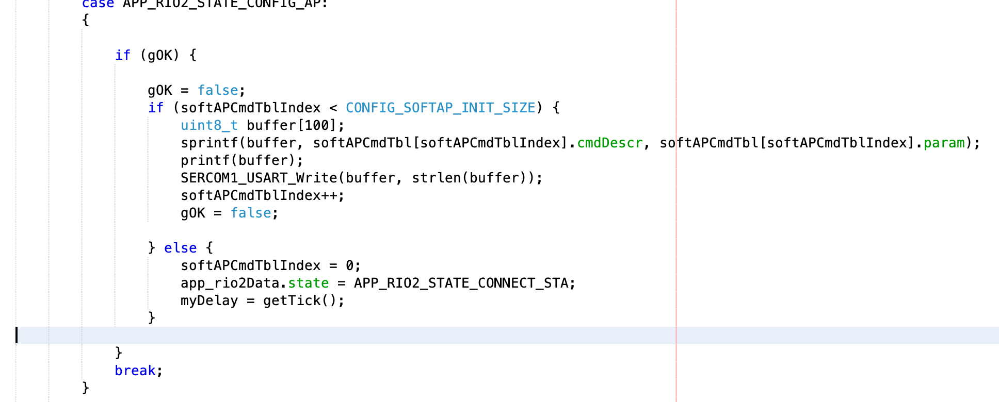 case APP_RIO2_STATE_CONFIG_AP:
{
if (gOK) {
gOK = false;
if (softAPCmdTblIndex < CONFIG_SOFTAP_INIT_SIZE) {
uint8_t buffer[100];
sprintf(buffer, softAPCmdTbl[softAPCmdTblIndex].cmdDescr, softAPCmdTbl[softAPCmdTblIndex].param);
printf(buffer);
SERCOM1_USART_Write(buffer, strlen(buffer));
softAPCmdTblIndex++;
gOK = false;
} else {
softAPCmdTblIndex = 0;
app_rio2Data.state = APP_RIO2_STATE_CONNECT_STA;
myDelay = getTick();
}
}
break;
}